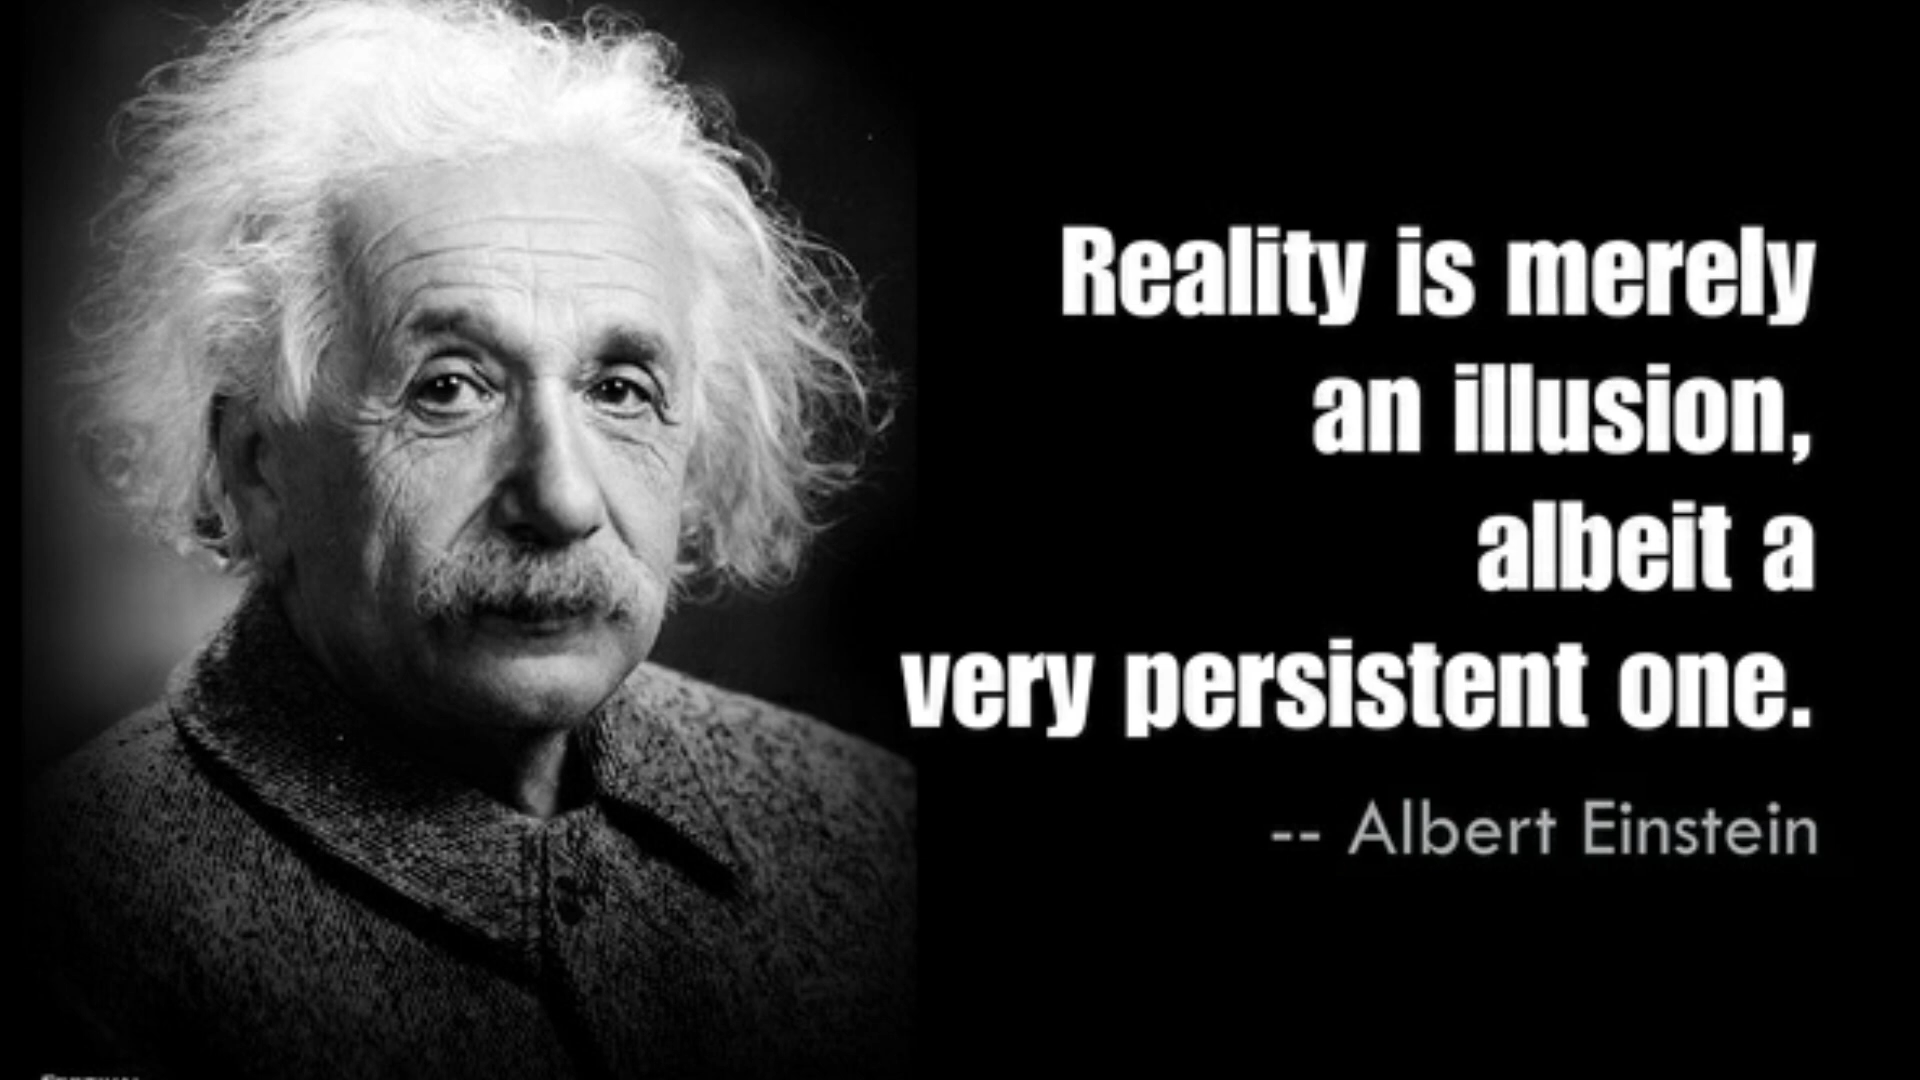 Reality is merely
an illusion,
albeit a
very persistent one.
-- Albert Einstein